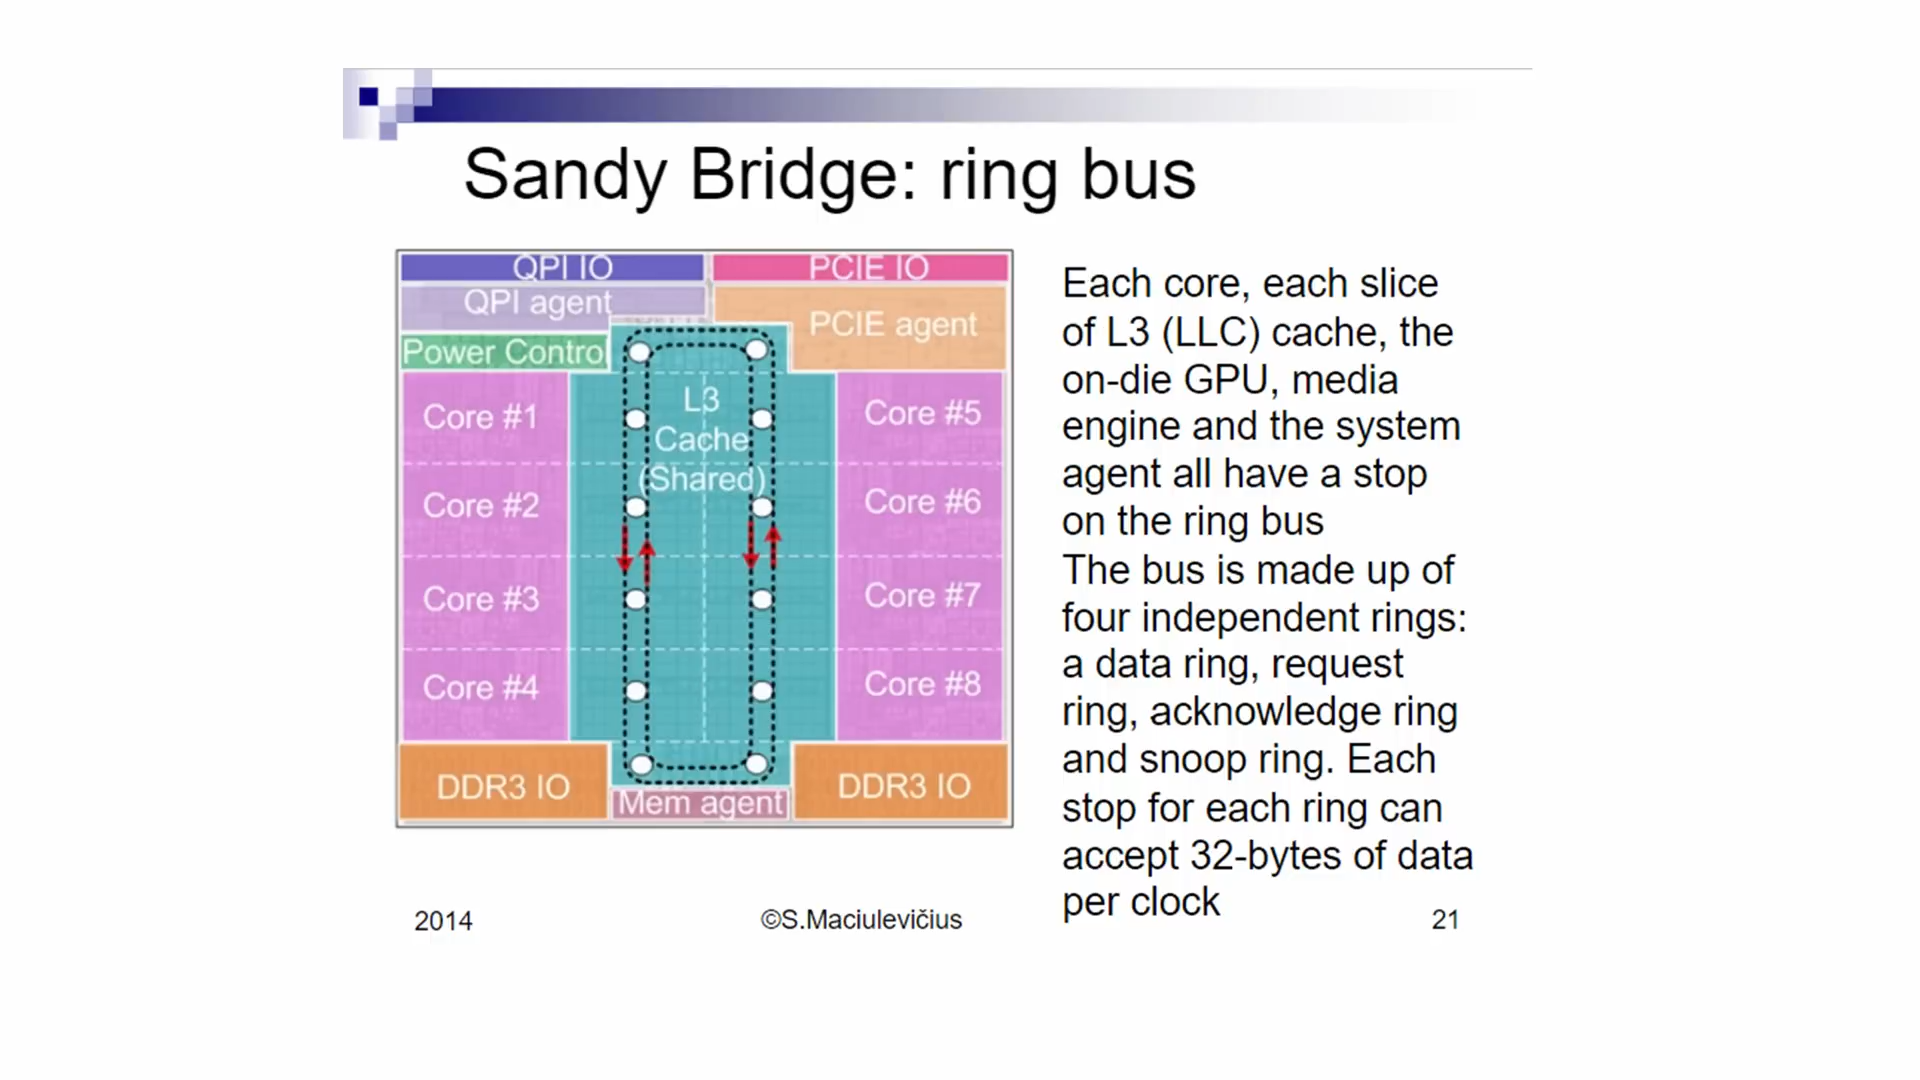 Sandy Bridge: ring bus
QPI IO
PCIE IO
QPI agent
PCIE agent
Power Contro
L3
Cache
(Shared)
Core #1
Core #5
Core #2
Core #6
Core #3
Core #7
Core #4
Core #8
DDR3 IO
Mem agent
DDR3 IO
Each core, each slice
of L3 (LLC) cache, the
on-die GPU, media
engine and the system
agent all have a stop
on the ring bus
The bus is made up of
four independent rings:
a data ring, request
ring, acknowledge ring
and snoop ring. Each
stop for each ring can
accept 32-bytes of data
per clock
2014
©S.Maciulevičius
21